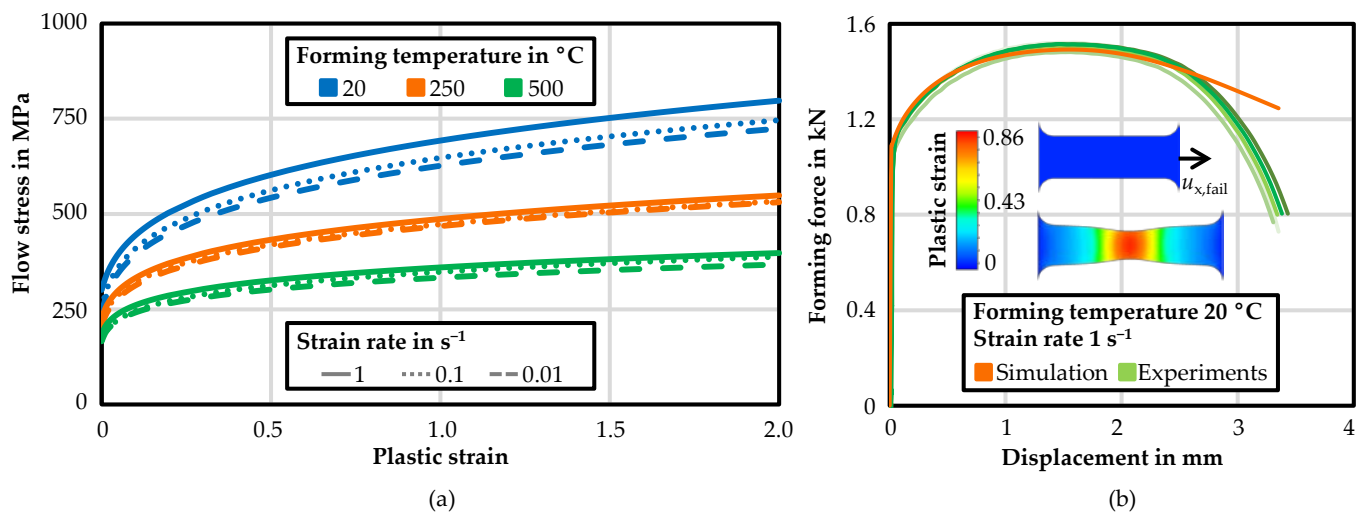 1000
750
500
250
0
Flow stress in MPa
Forming temperature in °C
20 250 500
Strain rate in s⁻¹
1 0.1 0.01
0 0.5 1.0 1.5 2.0
Plastic strain
(a)
1.6
1.2
0.8
0.4
0
Forming force in kN
Plastic strain
0.86
0.43
0
ux,fail
Forming temperature 20 °C
Strain rate 1 s⁻¹
Simulation Experiments
0 1 2 3 4
Displacement in mm
(b)